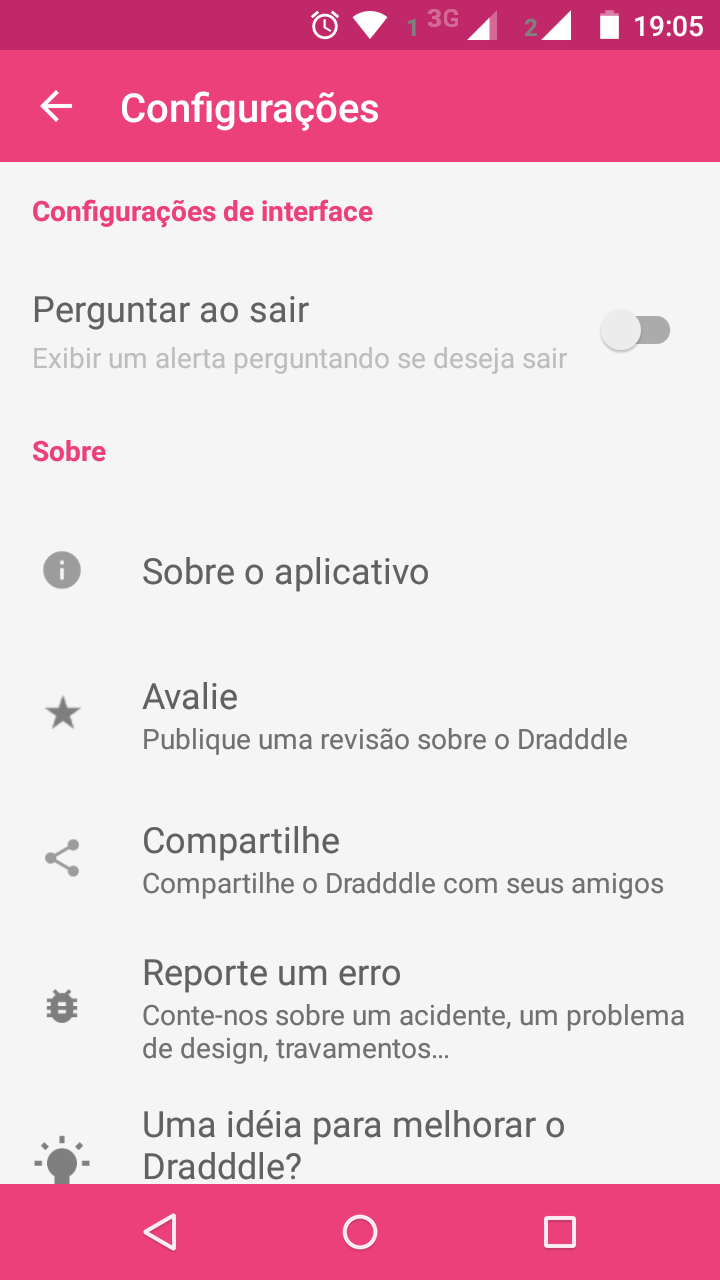 1 3G 2 19:05
Configurações
Configurações de interface
Perguntar ao sair
Exibir um alerta perguntando se deseja sair
Sobre
Sobre o aplicativo
Avalie
Publique uma revisão sobre o Dradddle
Compartilhe
Compartilhe o Dradddle com seus amigos
Reporte um erro
Conte-nos sobre um acidente, um problema
de design, travamentos...
Uma idéia para melhorar o
Dradddle?